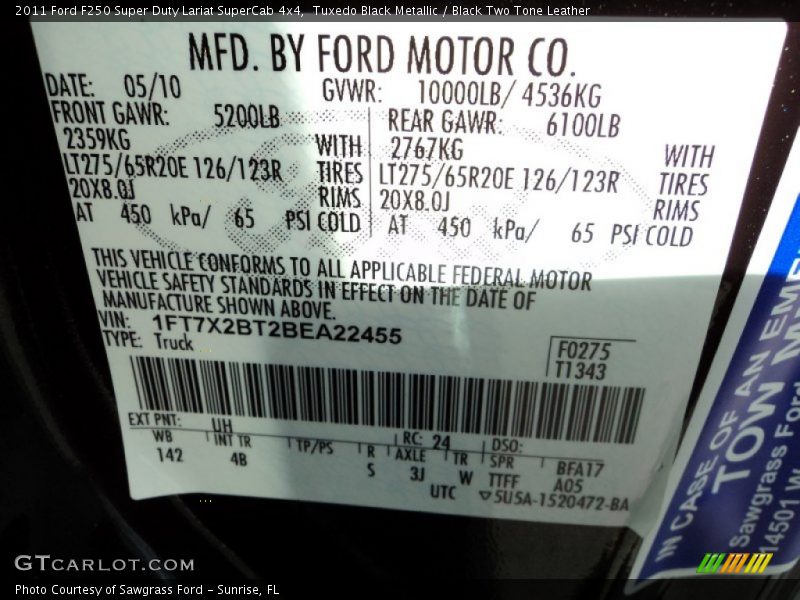 2011 Ford F250 Super Duty Lariat SuperCab 4x4, Tuxedo Black Metallic / Black Two Tone Leather
MFD. BY FORD MOTOR CO.
DATE: 05/10 GVWR: 10000LB/ 4536KG
FRONT GAWR: 5200LB REAR GAWR: 6100LB
2359KG WITH 2767KG WITH
LT275/65R20E 126/123R TIRES LT275/65R20E 126/123R TIRES
20X8.0J RIMS 20X8.0J RIMS
AT 450 kPa/ 65 PSI COLD AT 450 kPa/ 65 PSI COLD
THIS VEHICLE CONFORMS TO ALL APPLICABLE FEDERAL MOTOR
VEHICLE SAFETY STANDARDS IN EFFECT ON THE DATE OF
MANUFACTURE SHOWN ABOVE.
VIN: 1FT7X2BT2BEA22455
TYPE: Truck
F0275
T1343
EXT PNT: UH RC: 24 DSO:
WB INT TR TP/PS R AXLE TR SPR BFA17
142 4B S 3J W TTFF A05
UTC ▽5U5A-1520472-BA
IN CASE OF AN EME
TOW M
Sawgrass Ford
14501 W
GTCARLOT.COM
Photo Courtesy of Sawgrass Ford - Sunrise, FL